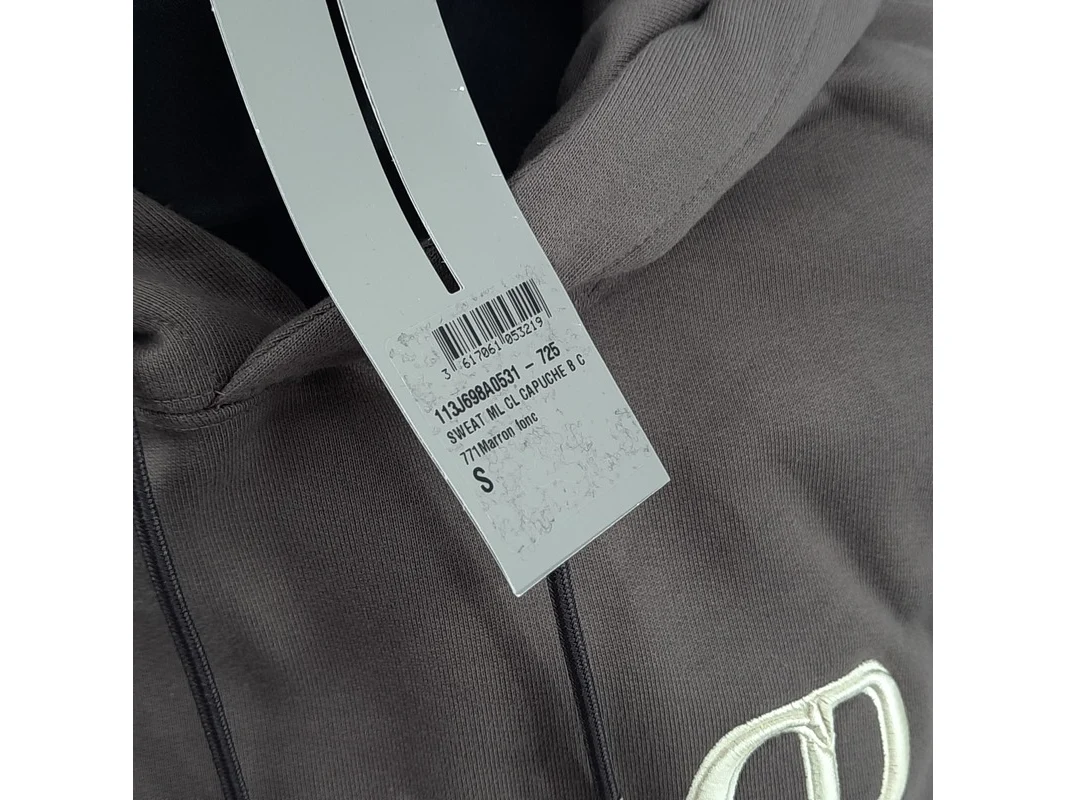 3 617061 053219
113J698A0531 - 725
SWEAT ML CL CAPUCHE B C
771Marron fonc
S